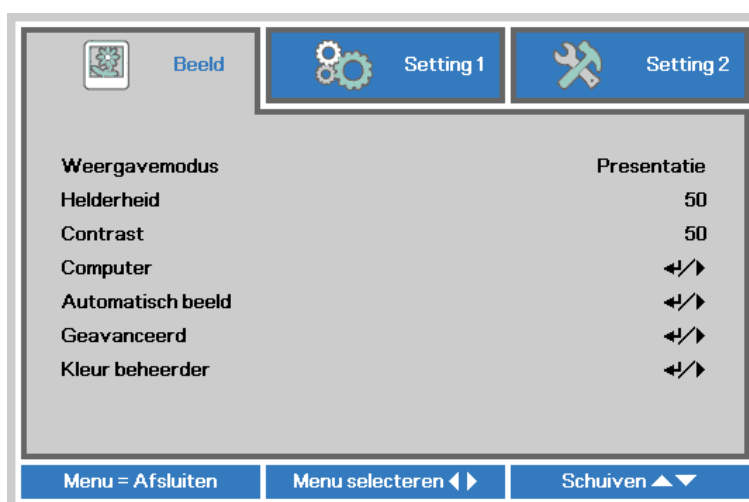 Beeld
Setting 1
Setting 2
Weergavemodus Presentatie
Helderheid 50
Contrast 50
Computer ↵/▶
Automatisch beeld ↵/▶
Geavanceerd ↵/▶
Kleur beheerder ↵/▶
Menu = Afsluiten
Menu selecteren ◀ ▶
Schuiven ▲▼